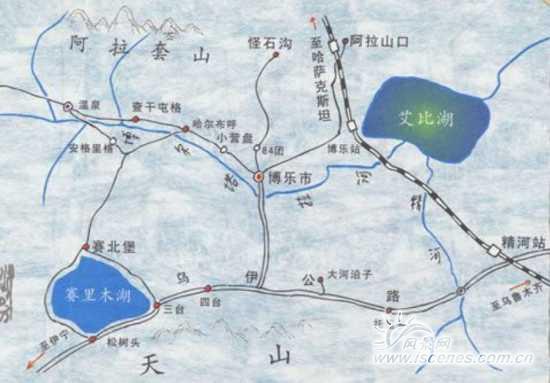 阿拉套山
怪石沟
阿拉山口
至哈萨克斯坦
温泉
查干屯格
哈尔布呼
小营盘
84团
艾比湖
博乐站
安格里格
博乐市
博
尔
塔
拉
河
精
河
精河站
赛北堡
赛里木湖
乌
伊
公
路
大河沿子
三台
四台
松树头
托
至伊宁
至乌鲁木齐
天
山
风景网
www.iscenes.com.cn